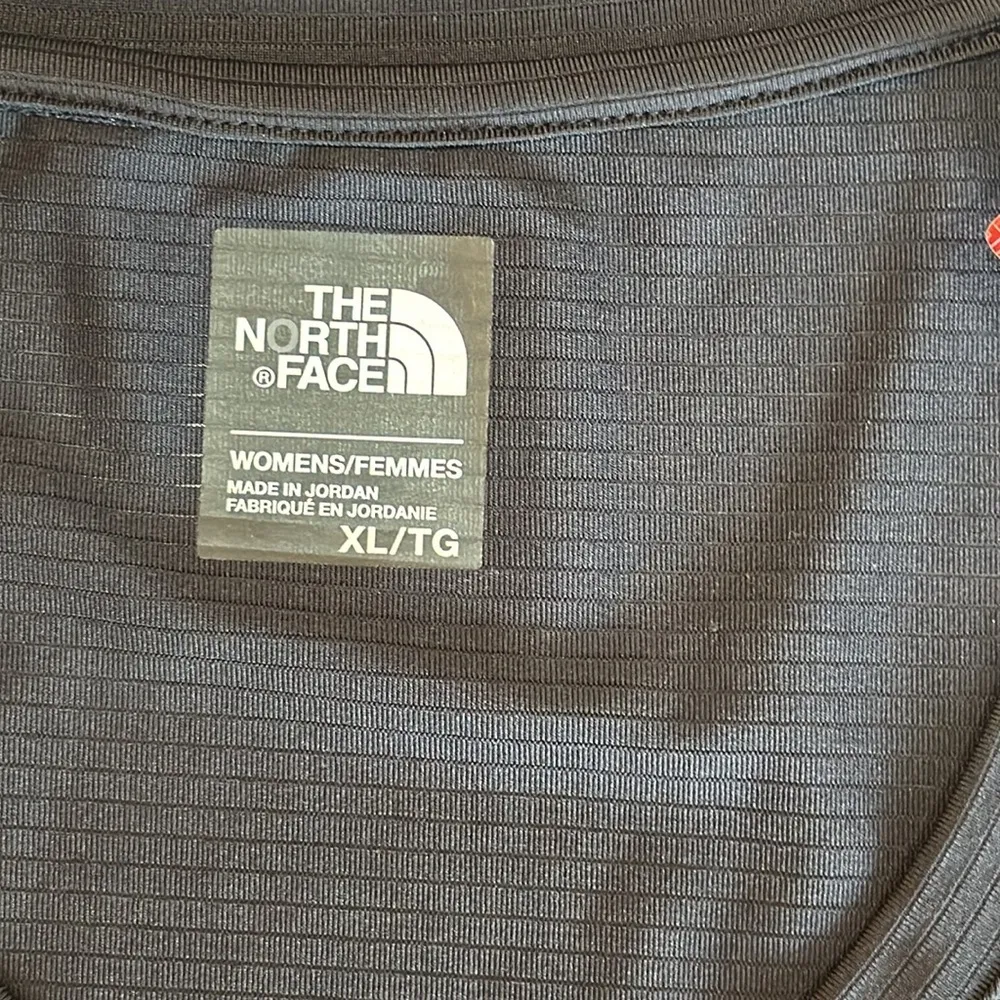 THE
NORTH
®FACE
WOMENS/FEMMES
MADE IN JORDAN
FABRIQUÉ EN JORDANIE
XL/TG